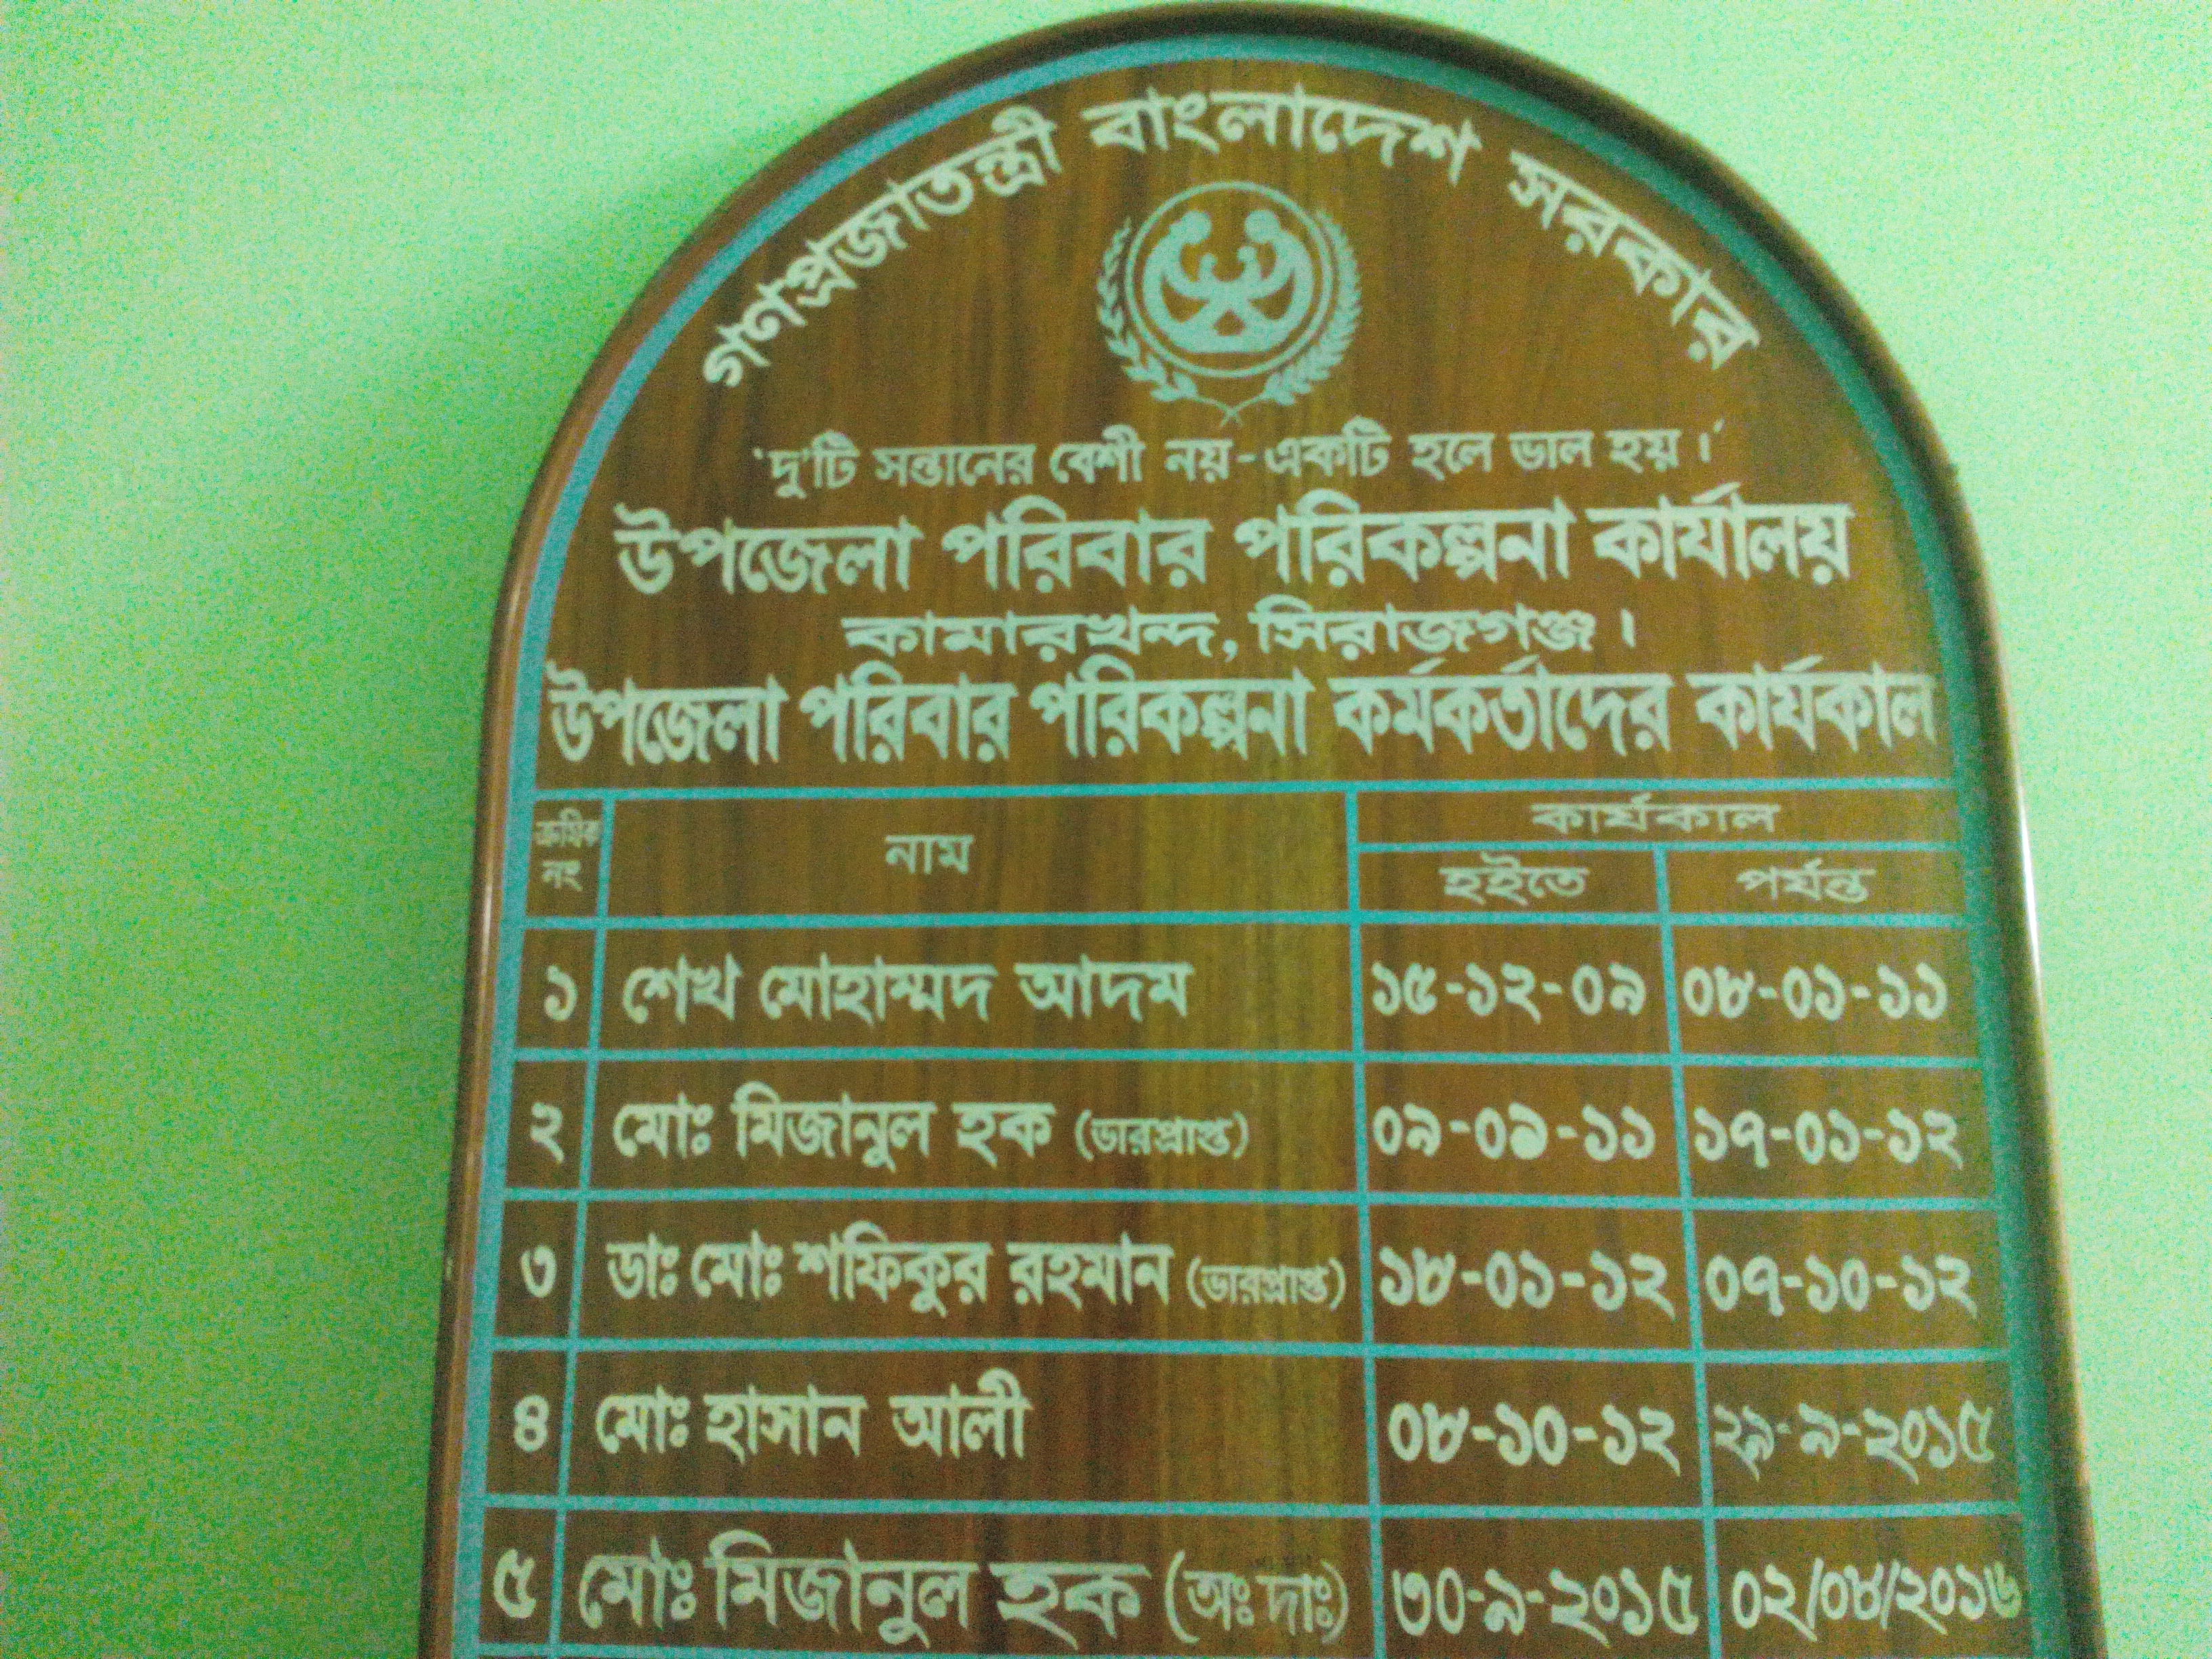 গণপ্রজাতন্ত্রী বাংলাদেশ সরকার
'দু'টি সন্তানের বেশী নয়-একটি হলে ভাল হয়।'
উপজেলা পরিবার পরিকল্পনা কার্যালয়
কামারখন্দ, সিরাজগঞ্জ।
উপজেলা পরিবার পরিকল্পনা কর্মকর্তাদের কার্যকাল
ক্রমিক নং নাম কার্যকাল
হইতে পর্যন্ত
১ শেখ মোহাম্মদ আদম ১৫-১২-০৯ ০৮-০১-১১
২ মোঃ মিজানুল হক (ভারপ্রাপ্ত) ০৯-০১-১১ ১৭-০১-১২
৩ ডাঃ মোঃ শফিকুর রহমান (ভারপ্রাপ্ত) ১৮-০১-১২ ০৭-১০-১২
৪ মোঃ হাসান আলী ০৮-১০-১২ ২৯-৯-২০১৫
৫ মোঃ মিজানুল হক (অঃ দাঃ) ৩০-৯-২০১৫ ০২/০৮/২০১৬